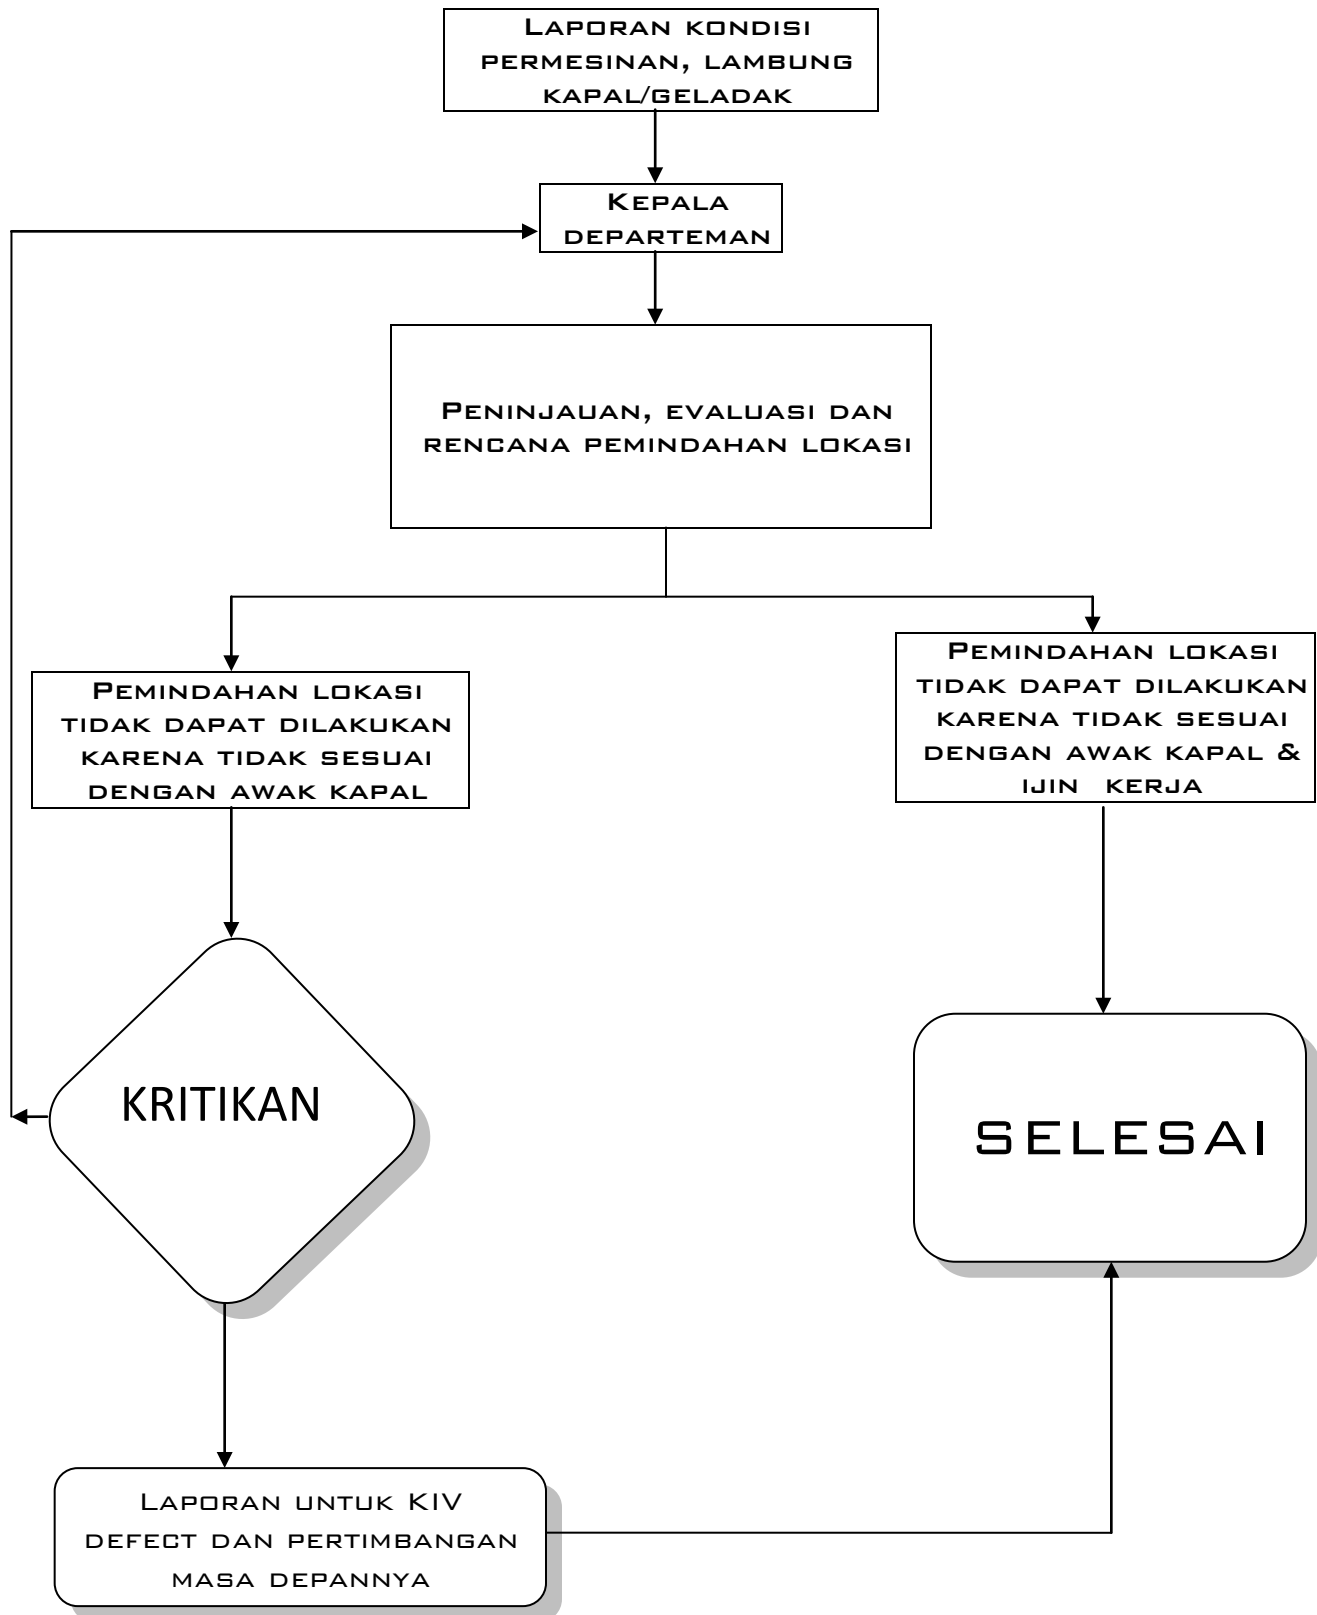 Laporan kondisi
permesinan, lambung
kapal/geladak
Kepala
departeman
Peninjauan, evaluasi dan
rencana pemindahan lokasi
Pemindahan lokasi
tidak dapat dilakukan
karena tidak sesuai
dengan awak kapal
Pemindahan lokasi
tidak dapat dilakukan
karena tidak sesuai
dengan awak kapal &
ijin kerja
KRITIKAN
SELESAI
Laporan untuk KIV
defect dan pertimbangan
masa depannya